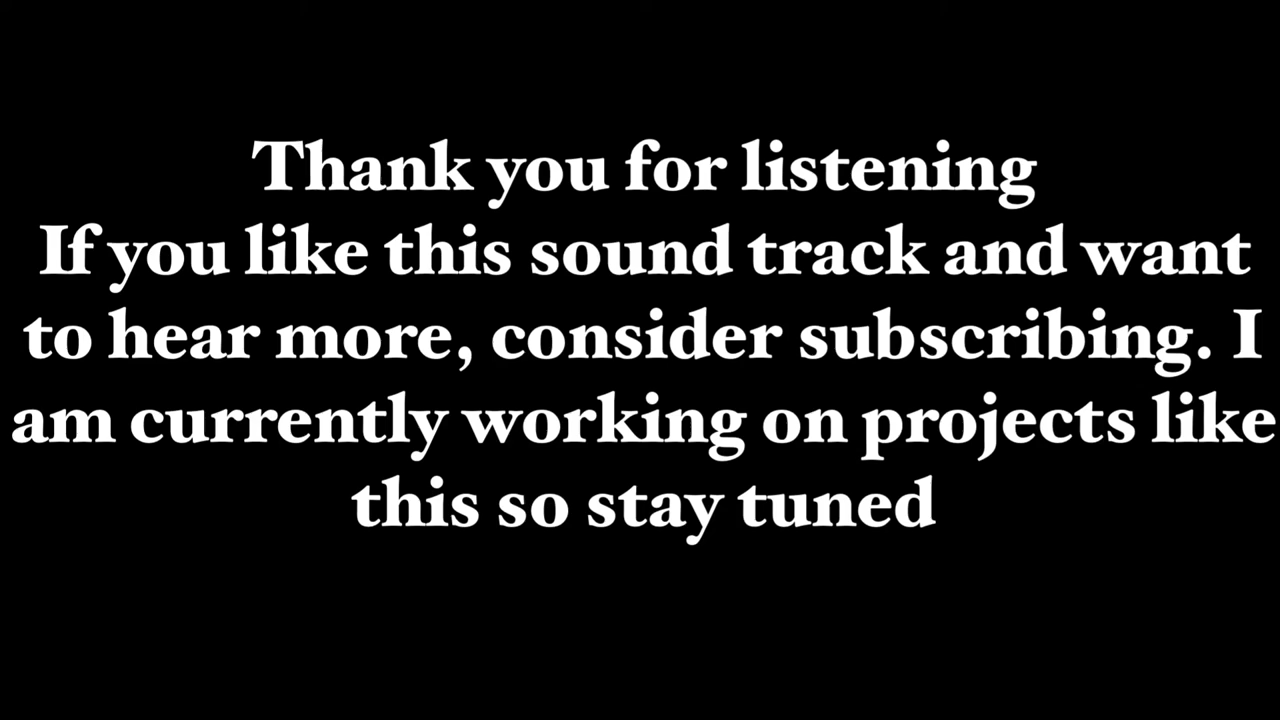 Thank you for listening
If you like this sound track and want
to hear more, consider subscribing. I
am currently working on projects like
this so stay tuned